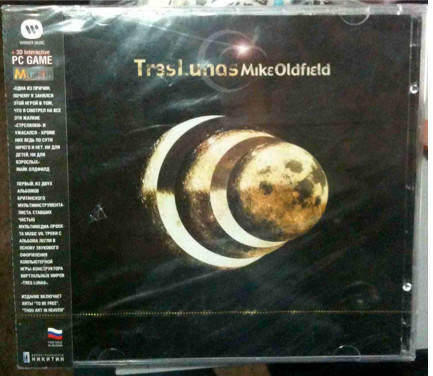 WARNER MUSIC
+ 3D Interactive
PC GAME
Tr3s Lunas Mike Oldfield
«ОДНА ИЗ ПРИЧИН,
ПОЧЕМУ Я ЗАНЯЛСЯ
ЭТОЙ ИГРОЙ В ТОМ,
ЧТО Я СМОТРЕЛ НА ВСЕ
ЭТИ ЖАЛКИЕ
«СТРЕЛЯЛКИ» И
УЖАСАЛСЯ - КРОМЕ
НИХ ВЕДЬ ПО СУТИ
НИЧЕГО И НЕТ, НИ ДЛЯ
ДЕТЕЙ, НИ ДЛЯ
ВЗРОСЛЫХ»
МАЙК ОЛДФИЛД
ПЕРВЫЙ, ИЗ ДВУХ
АЛЬБОМОВ
БРИТАНСКОГО
МУЛЬТИИНСТРУМЕНТА-
ЛИСТА, СТАВШИХ
ЧАСТЬЮ
МУЛЬТИМЕДИА-ПРОЕК-
ТА MUSIC VR. ТРЕКИ С
АЛЬБОМА ЛЕГЛИ В
ОСНОВУ ЗВУКОВОГО
ОФОРМЛЕНИЯ
КОМПЬЮТЕРНОЙ
ИГРЫ-КОНСТРУКТОРА
ВИРТУАЛЬНЫХ МИРОВ
«TRES LUNAS».
ИЗДАНИЕ ВКЛЮЧАЕТ
ХИТЫ "TO BE FREE",
"THOU ART IN HEAVEN"
НИКИТИН